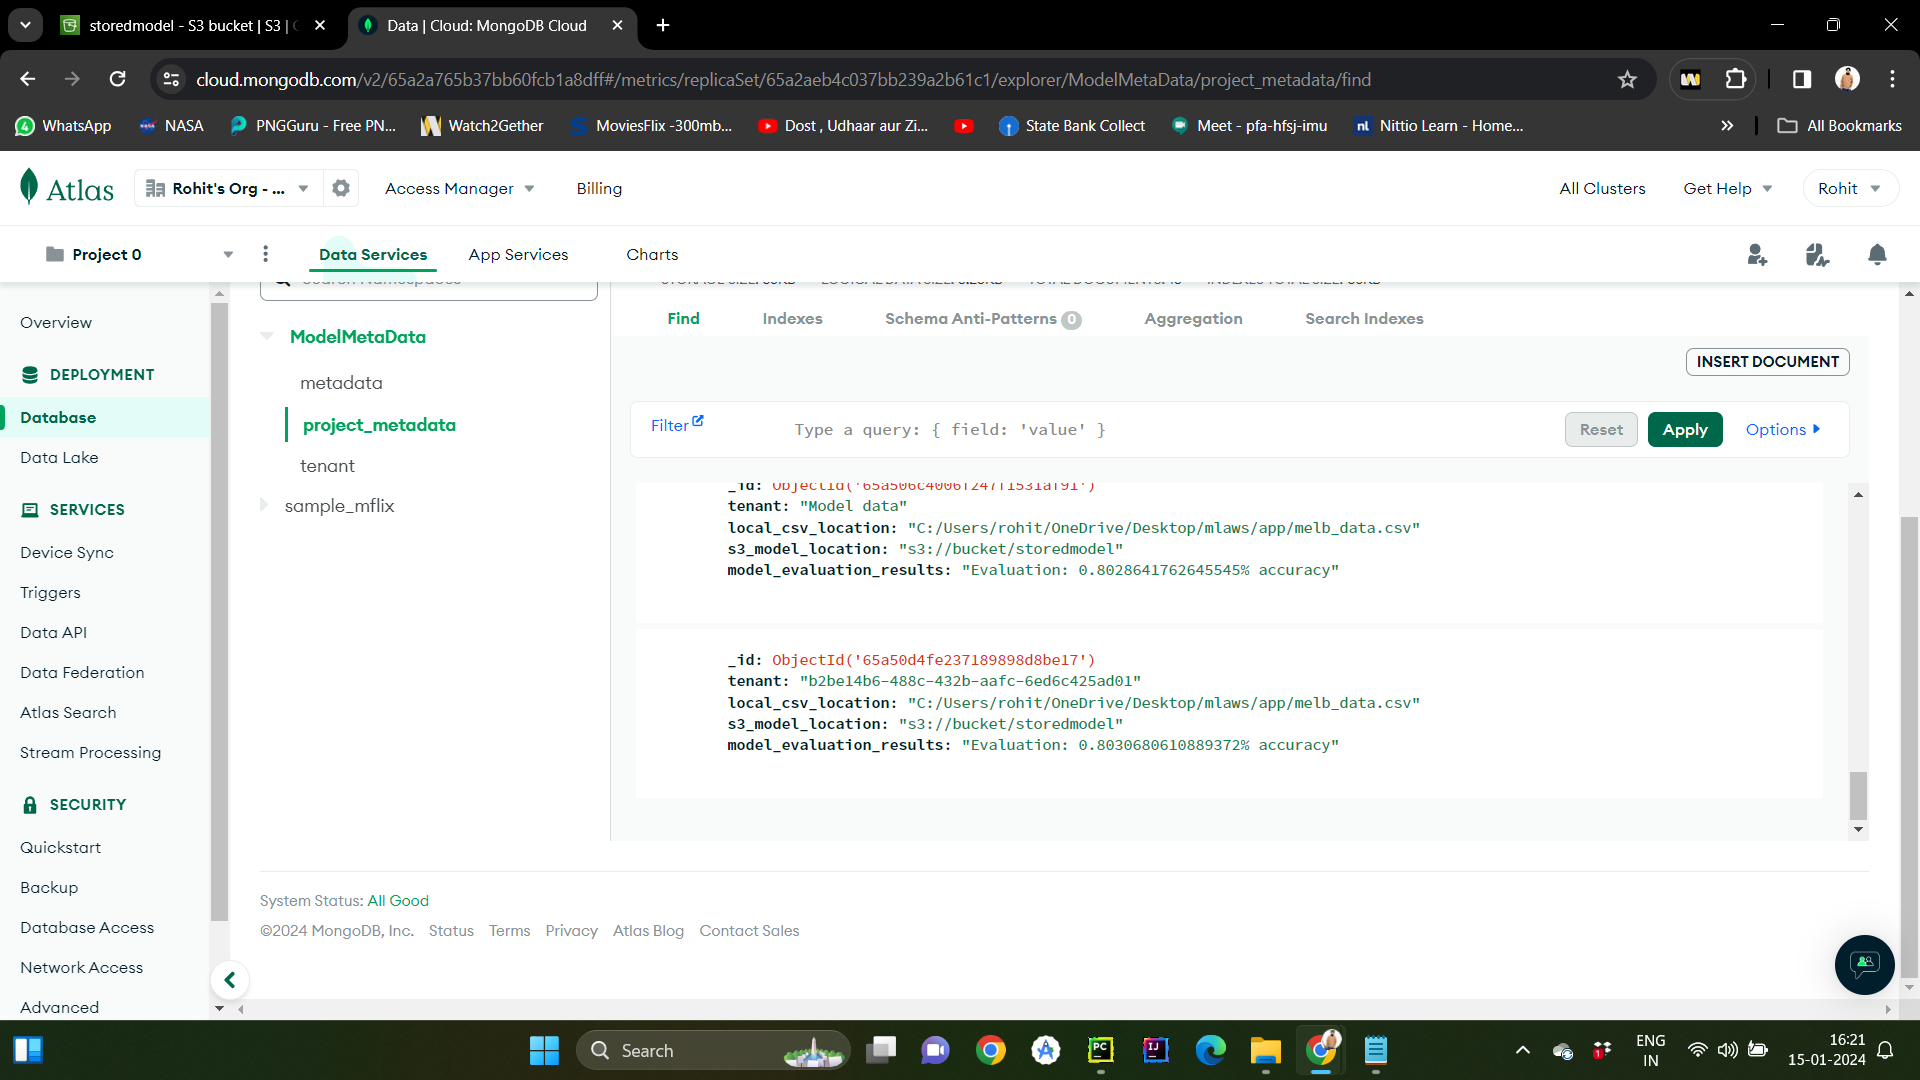 storedmodel - S3 bucket | S3 |
Data | Cloud: MongoDB Cloud
cloud.mongodb.com/v2/65a2a765b37bb60fcb1a8dff#/metrics/replicaSet/65a2aeb4c037bb239a2b61c1/explorer/ModelMetaData/project_metadata/find
WhatsApp
NASA
PNGGuru - Free PN...
Watch2Gether
MoviesFlix -300mb...
Dost , Udhaar aur Zi...
State Bank Collect
Meet - pfa-hfsj-imu
nl Nittio Learn - Home...
All Bookmarks
Atlas
Rohit's Org - ...
Access Manager
Billing
All Clusters
Get Help
Rohit
Project 0
Data Services
App Services
Charts
Overview
DEPLOYMENT
Database
Data Lake
SERVICES
Device Sync
Triggers
Data API
Data Federation
Atlas Search
Stream Processing
SECURITY
Quickstart
Backup
Database Access
Network Access
Advanced
ModelMetaData
metadata
project_metadata
tenant
sample_mflix
Find
Indexes
Schema Anti-Patterns 0
Aggregation
Search Indexes
INSERT DOCUMENT
Filter
Type a query: { field: 'value' }
Reset
Apply
Options
_id: ObjectId('65a506c4006f247f1531af91')
tenant: "Model data"
local_csv_location: "C:/Users/rohit/OneDrive/Desktop/mlaws/app/melb_data.csv"
s3_model_location: "s3://bucket/storedmodel"
model_evaluation_results: "Evaluation: 0.8028641762645545% accuracy"
_id: ObjectId('65a50d4fe237189898d8be17')
tenant: "b2be14b6-488c-432b-aafc-6ed6c425ad01"
local_csv_location: "C:/Users/rohit/OneDrive/Desktop/mlaws/app/melb_data.csv"
s3_model_location: "s3://bucket/storedmodel"
model_evaluation_results: "Evaluation: 0.8030680610889372% accuracy"
System Status: All Good
©2024 MongoDB, Inc.
Status
Terms
Privacy
Atlas Blog
Contact Sales
Search
ENG
IN
16:21
15-01-2024